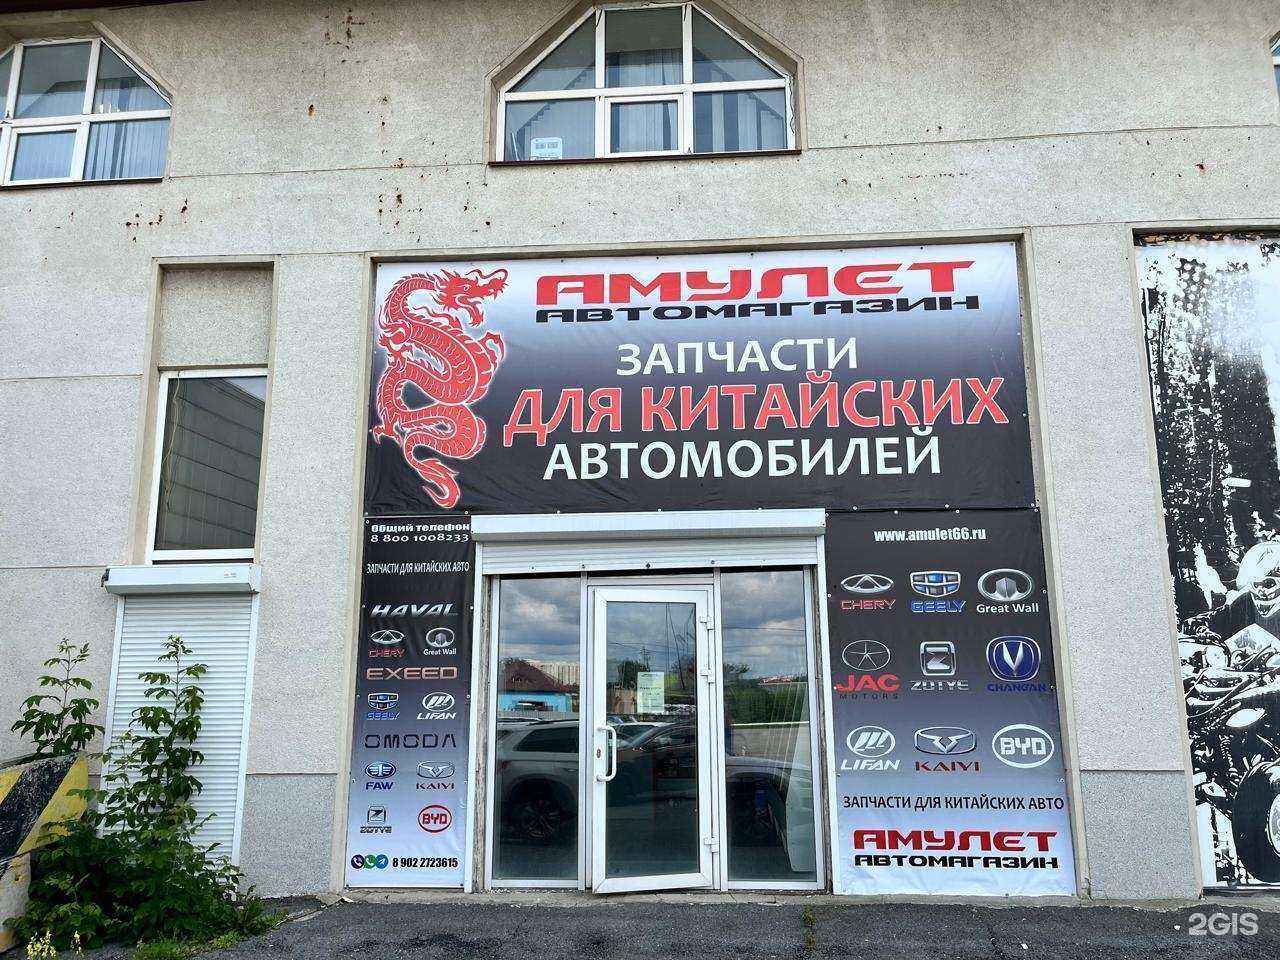 АМУЛЕТ
АВТОМАГАЗИН
ЗАПЧАСТИ
ДЛЯ КИТАЙСКИХ
АВТОМОБИЛЕЙ
Общий телефон
8 800 1008233
ЗАПЧАСТИ ДЛЯ КИТАЙСКИХ АВТО
HAVAL
CHERY
Great Wall
EXEED
GEELY
LIFAN
OMODA
FAW
KAIYI
ZOTYE
BYD
8 902 2723615
www.amulet66.ru
CHERY
GEELY
Great Wall
JAC
MOTORS
ZOTYE
CHANGAN
LIFAN
KAIYI
BYD
ЗАПЧАСТИ ДЛЯ КИТАЙСКИХ АВТО
АМУЛЕТ
АВТОМАГАЗИН
2GIS